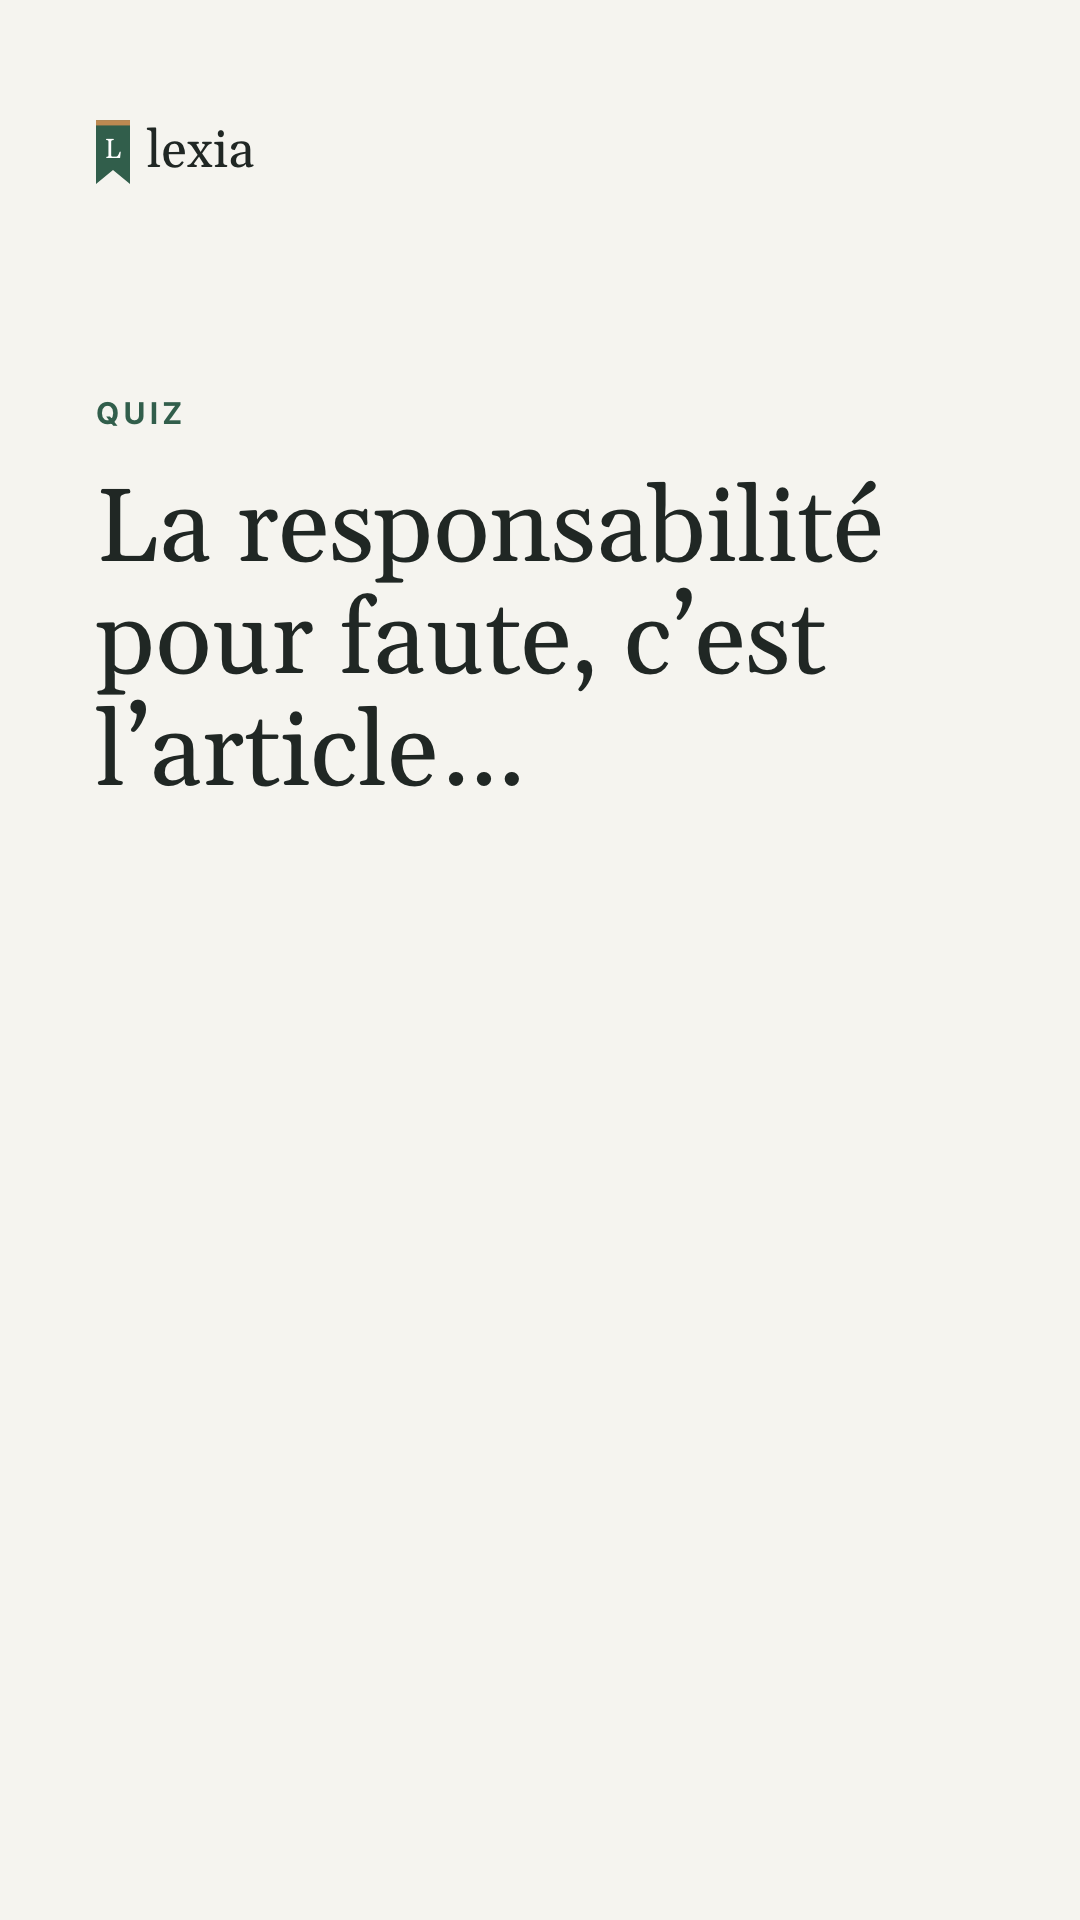 L lexia
QUIZ
La responsabilité
pour faute, c’est
l’article…